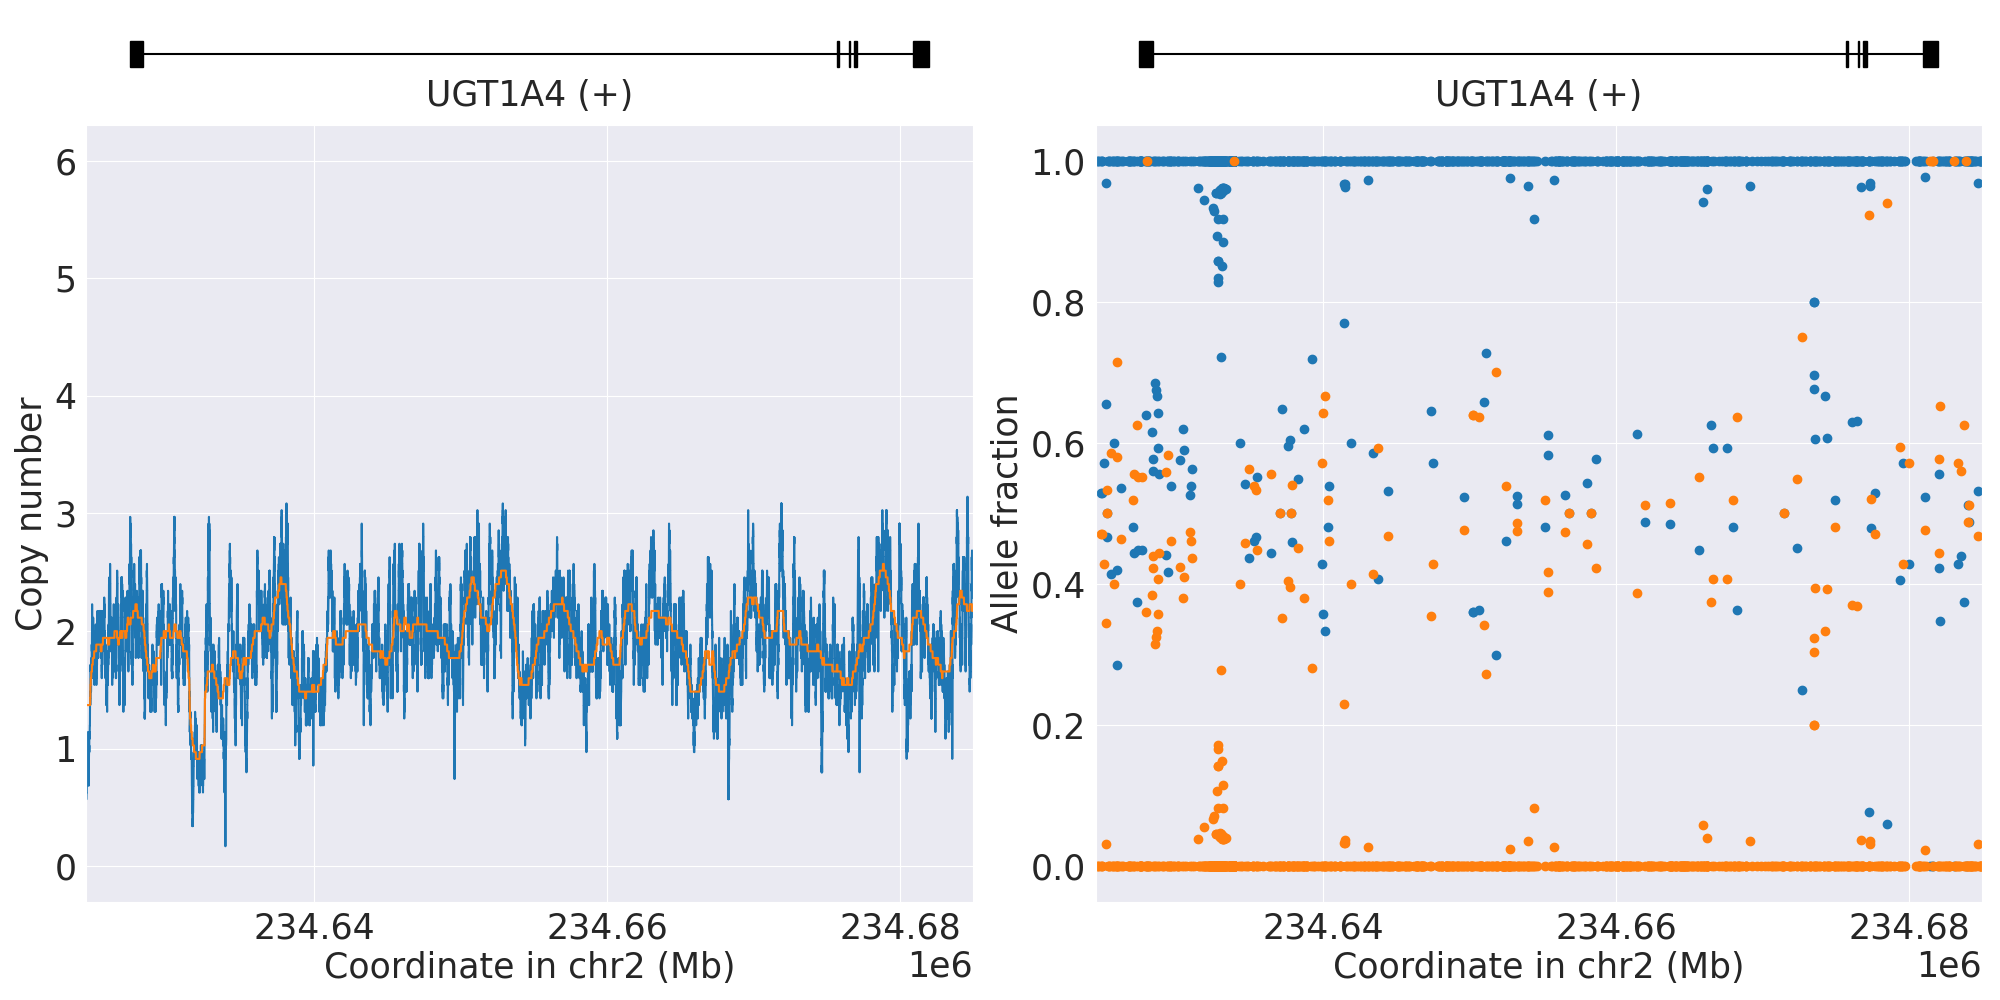 UGT1A4 (+)
6
5
4
3
2
1
0
Copy number
234.64
234.66
234.68
Coordinate in chr2 (Mb)
1e6
UGT1A4 (+)
1.0
0.8
0.6
0.4
0.2
0.0
Allele fraction
234.64
234.66
234.68
Coordinate in chr2 (Mb)
1e6